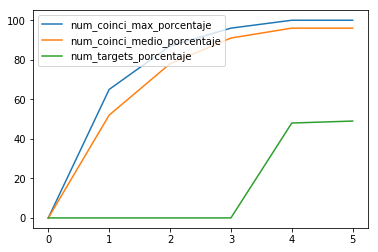 num_coinci_max_porcentaje
num_coinci_medio_porcentaje
num_targets_porcentaje
100
80
60
40
20
0
0 1 2 3 4 5